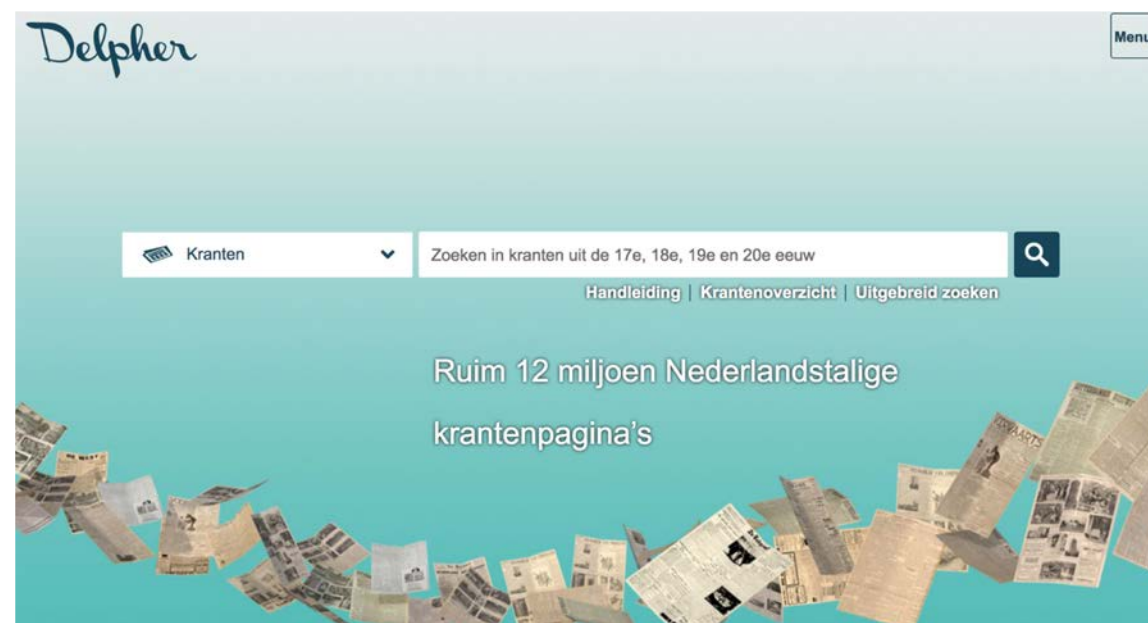 Delpher
Menu
Kranten
Zoeken in kranten uit de 17e, 18e, 19e en 20e eeuw
Handleiding | Krantenoverzicht | Uitgebreid zoeken
Ruim 12 miljoen Nederlandstalige
krantenpagina's